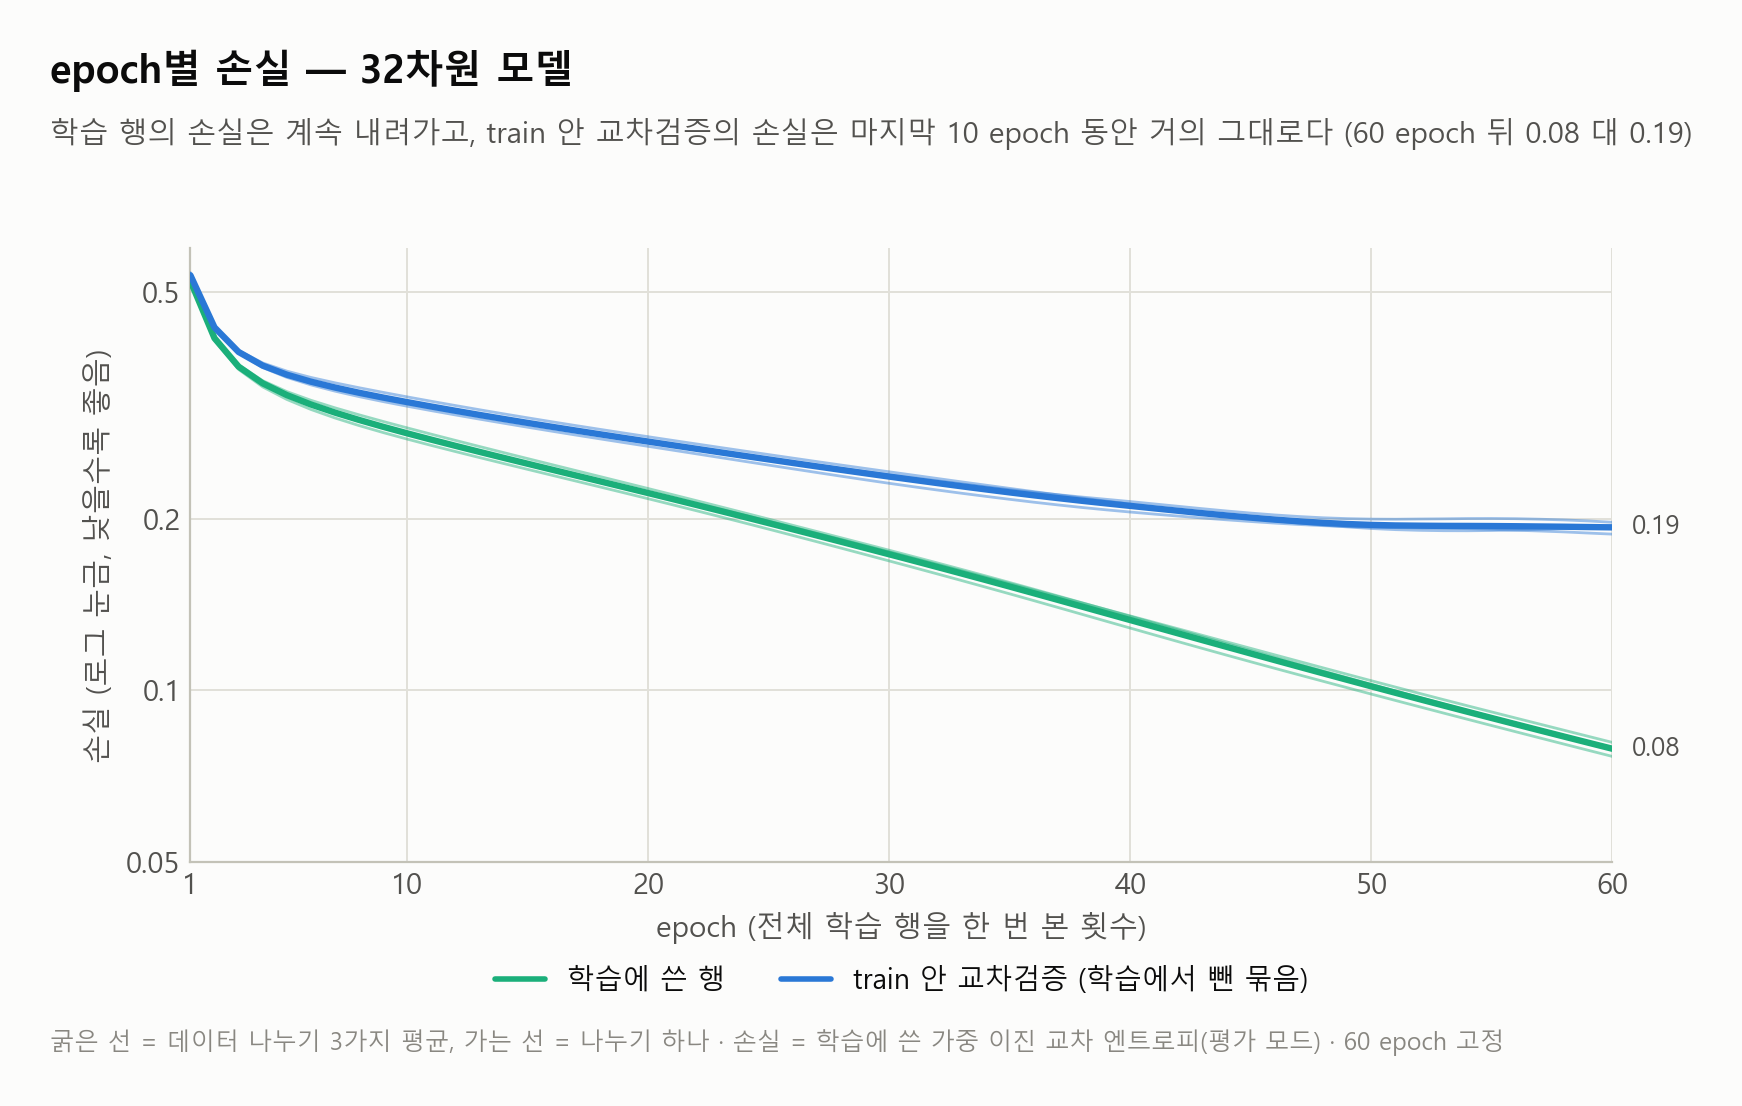 epoch별 손실 — 32차원 모델
학습 행의 손실은 계속 내려가고, train 안 교차검증의 손실은 마지막 10 epoch 동안 거의 그대로다 (60 epoch 뒤 0.08 대 0.19)
손실 (로그 눈금, 낮을수록 좋음)
0.5
0.2
0.1
0.05
0.19
0.08
1 10 20 30 40 50 60
epoch (전체 학습 행을 한 번 본 횟수)
학습에 쓴 행 train 안 교차검증 (학습에서 뺀 묶음)
굵은 선 = 데이터 나누기 3가지 평균, 가는 선 = 나누기 하나 · 손실 = 학습에 쓴 가중 이진 교차 엔트로피(평가 모드) · 60 epoch 고정